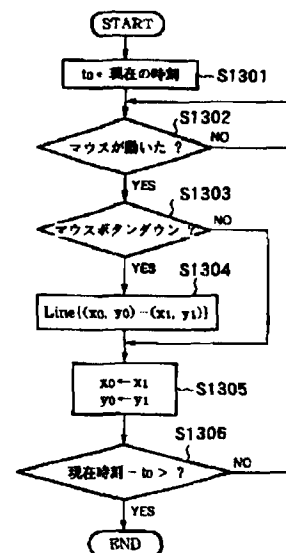 START
t₀ ← 現在の時刻 S1301
S1302
マウスが動いた ? NO
YES
S1303
マウスボタンダウン ? NO
YES
S1304
Line{(x₀, y₀) − (x₁, y₁)}
x₀ ← x₁
y₀ ← y₁
S1305
S1306
現在時刻 − t₀ > ? NO
YES
END